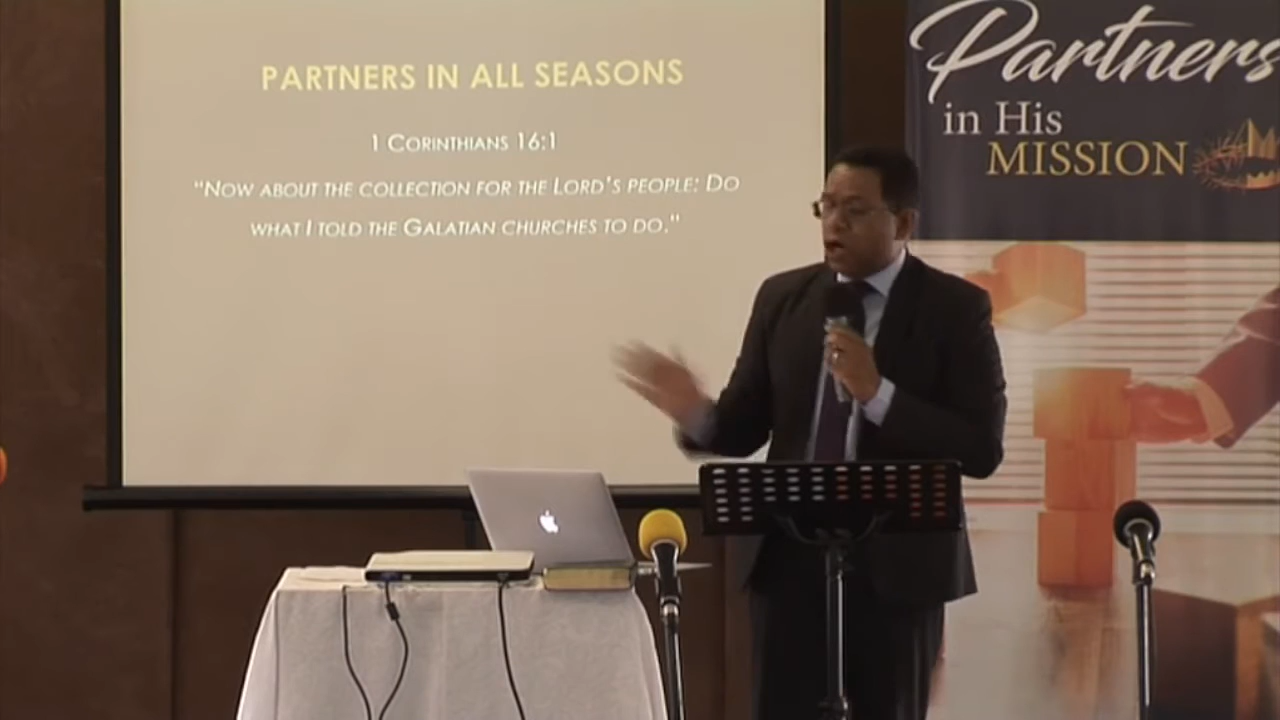 PARTNERS IN ALL SEASONS
1 CORINTHIANS 16:1
"NOW ABOUT THE COLLECTION FOR THE LORD'S PEOPLE: DO
WHAT I TOLD THE GALATIAN CHURCHES TO DO."
Partners
in His
MISSION